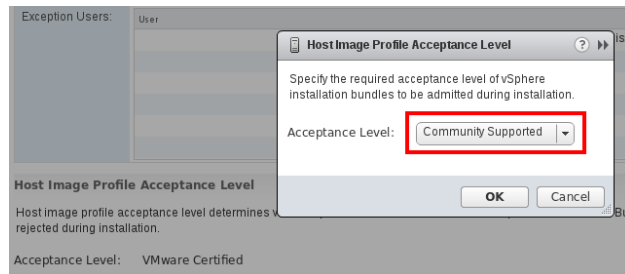 Exception Users:
User
Host Image Profile Acceptance Level
?
is
Specify the required acceptance level of vSphere
installation bundles to be admitted during installation.
Acceptance Level:
Community Supported
OK
Cancel
Host Image Profile Acceptance Level
Host image profile acceptance level determines
Bu
rejected during installation.
Acceptance Level:
VMware Certified